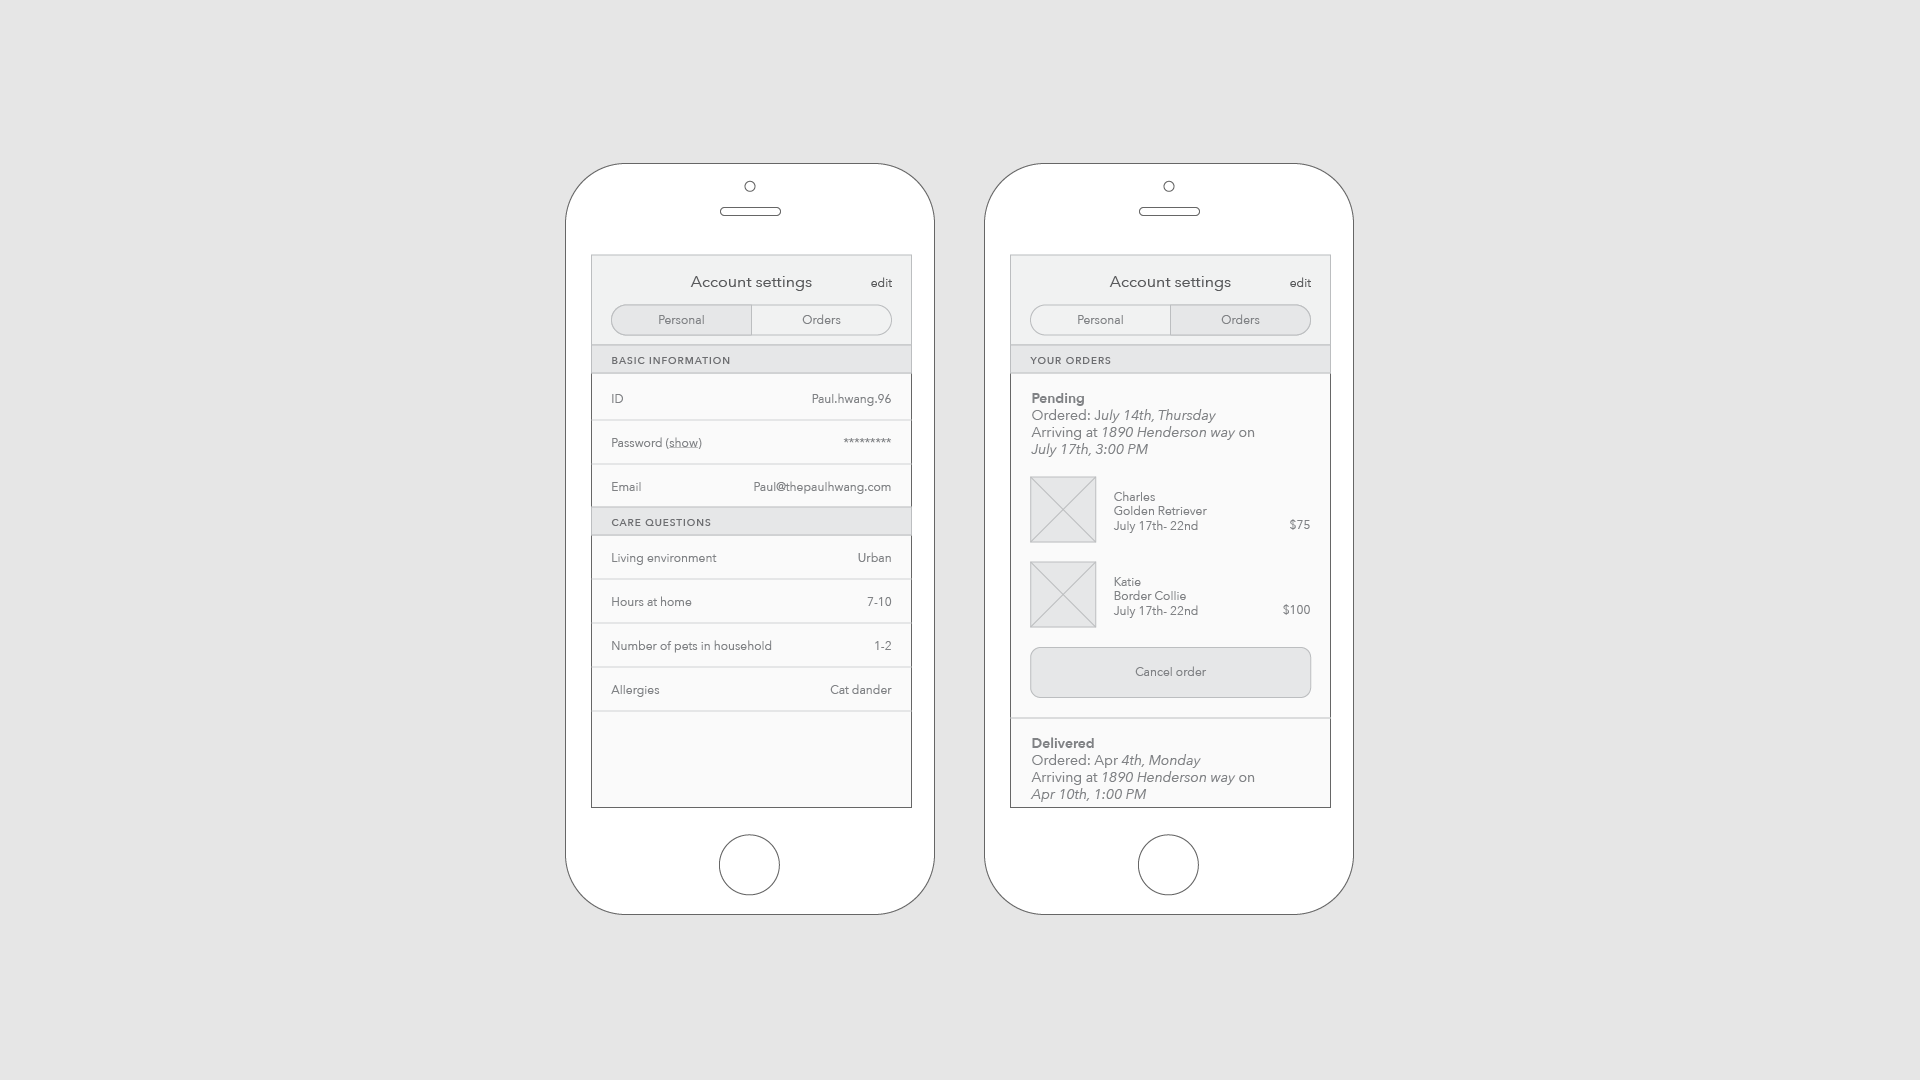 Account settings
edit
Personal
Orders
BASIC INFORMATION
ID
Paul.hwang.96
Password (show)
*********
Email
Paul@thepaulhwang.com
CARE QUESTIONS
Living environment
Urban
Hours at home
7-10
Number of pets in household
1-2
Allergies
Cat dander
Account settings
edit
Personal
Orders
YOUR ORDERS
Pending
Ordered: July 14th, Thursday
Arriving at 1890 Henderson way on
July 17th, 3:00 PM
Charles
Golden Retriever
July 17th- 22nd
$75
Katie
Border Collie
July 17th- 22nd
$100
Cancel order
Delivered
Ordered: Apr 4th, Monday
Arriving at 1890 Henderson way on
Apr 10th, 1:00 PM